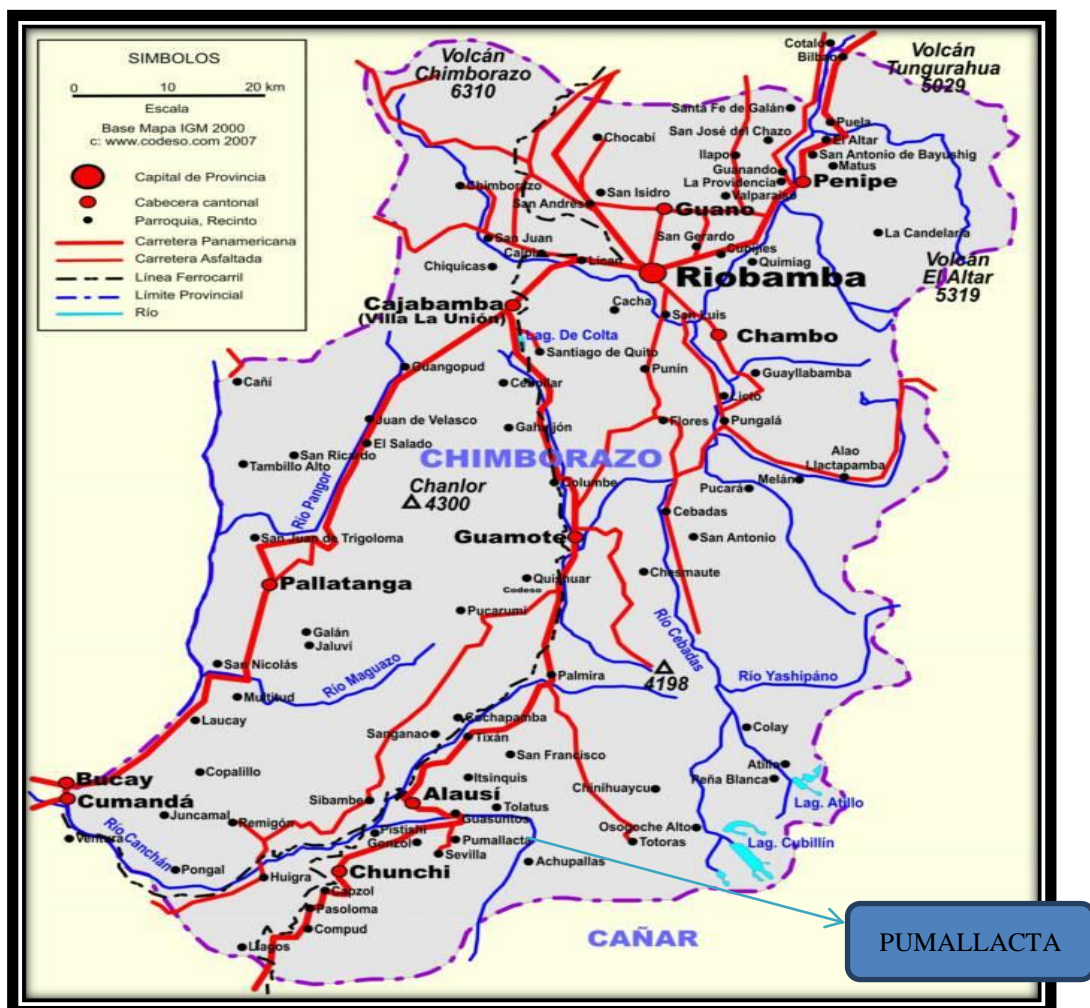 SIMBOLOS
0 10 20 km
Escala
Base Mapa IGM 2000
c: www.codeso.com 2007
Capital de Provincia
Cabecera cantonal
Parroquia, Recinto
Carretera Panamericana
Carretera Asfaltada
Línea Ferrocarril
Límite Provincial
Río
Volcán
Chimborazo
6310
Cotaló
Bilbao
Volcán
Tungurahua
5029
Santa Fe de Galán
Puela
Chocabí
San José del Chazo
El Altar
Ilapo
San Antonio de Bayushig
Guanando
Matus
Chimborazo
San Isidro
La Providencia
Penipe
Valparaiso
San Andrés
Guano
San Juan
San Gerardo
La Candelaria
Calpi
Lican
Cubijíes
Quimiag
Chiquicas
Riobamba
Volcán
El Altar
5319
Cajabamba
(Villa La Unión)
Cacha
San Luis
Chambo
Lag. De Colta
Santiago de Quito
Guangopud
Punín
Guayllabamba
Cañí
Licto
Juan de Velasco
Flores
Pungalá
El Salado
San Ricardo
Tambillo Alto
CHIMBORAZO
Alao
Llactapamba
Chanlor
4300
Columbe
Melán
Pucará
Río Pangor
Cebadas
San Juan de Trigoloma
Guamote
San Antonio
Pallatanga
Quishuar
Codeso
Chesmaute
Pucarumi
Galán
Jaluví
Río Cebadas
San Nicolás
Río Maguazo
Palmira
4198
Río Yashipáno
Multitud
Laucay
Cochapamba
Sanganao
Tixán
Colay
San Francisco
Copalillo
Atillo
Bucay
Itsinquis
Peña Blanca
Chinihuaycu
Cumandá
Sibambe
Alausí
Tolatus
Lag. Atillo
Juncamal
Remigón
Guasuntos
Osogoche Alto
Ventura
Río Canchán
Pistishi
Gonzol
Pumallacta
Totoras
Lag. Cubillín
Sevilla
Pongal
Huigra
Chunchi
Achupallas
Capzol
Pasoloma
Compud
Llagos
CAÑAR
PUMALLACTA